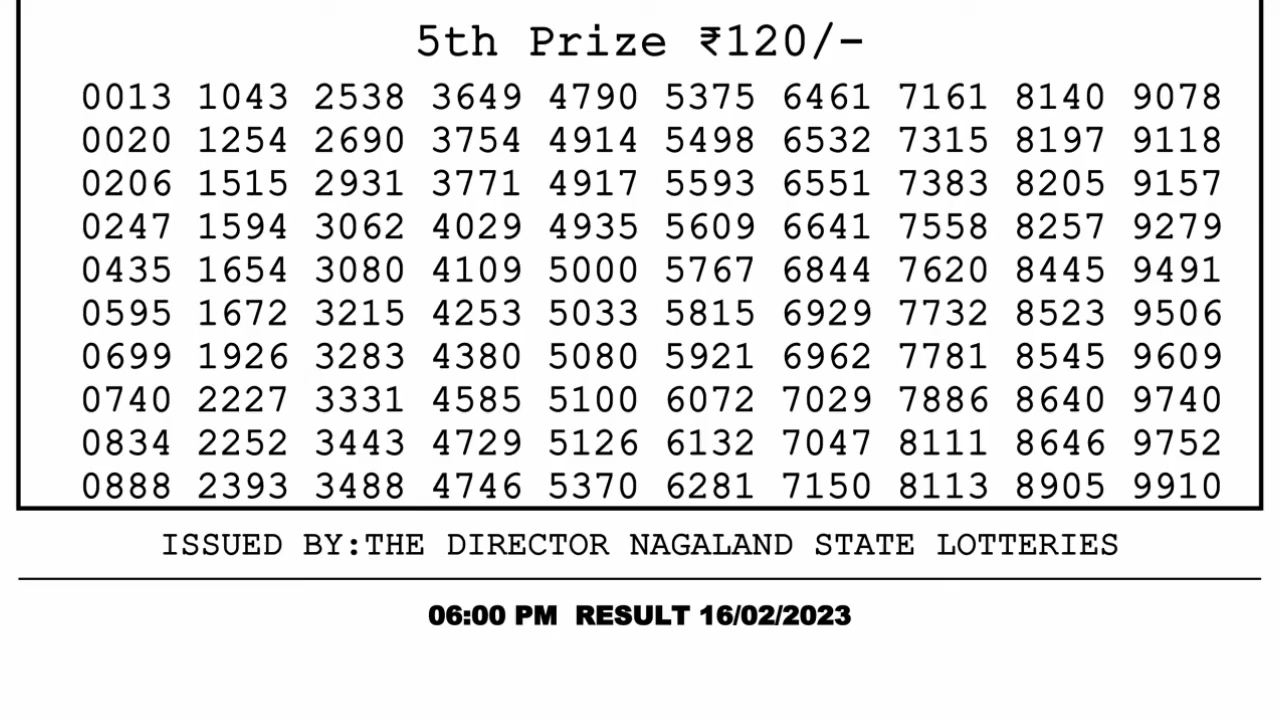 5th Prize ₹120/-
0013 1043 2538 3649 4790 5375 6461 7161 8140 9078
0020 1254 2690 3754 4914 5498 6532 7315 8197 9118
0206 1515 2931 3771 4917 5593 6551 7383 8205 9157
0247 1594 3062 4029 4935 5609 6641 7558 8257 9279
0435 1654 3080 4109 5000 5767 6844 7620 8445 9491
0595 1672 3215 4253 5033 5815 6929 7732 8523 9506
0699 1926 3283 4380 5080 5921 6962 7781 8545 9609
0740 2227 3331 4585 5100 6072 7029 7886 8640 9740
0834 2252 3443 4729 5126 6132 7047 8111 8646 9752
0888 2393 3488 4746 5370 6281 7150 8113 8905 9910
ISSUED BY:THE DIRECTOR NAGALAND STATE LOTTERIES
06:00 PM RESULT 16/02/2023